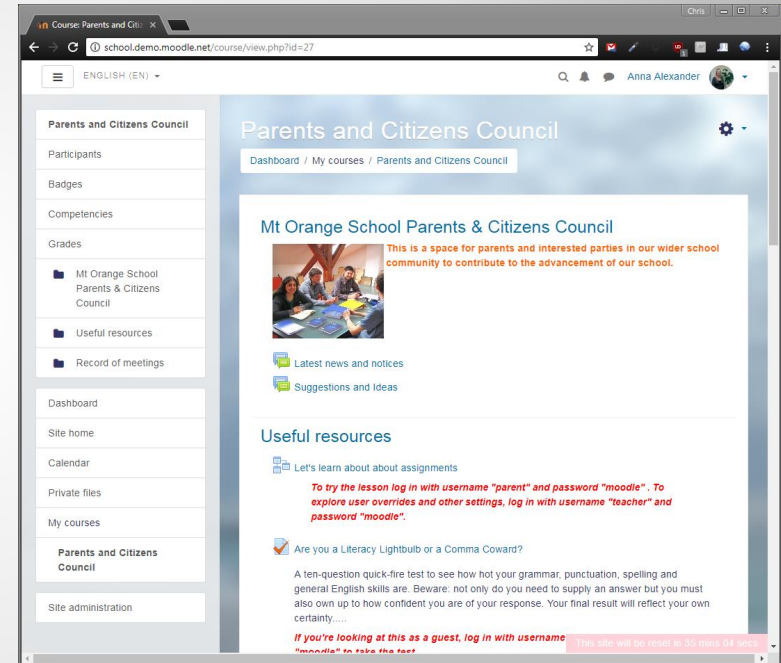 Chris
Course: Parents and Citiz
school.demo.moodle.net/course/view.php?id=27
ENGLISH (EN)
Anna Alexander
Parents and Citizens Council
Participants
Badges
Competencies
Grades
Mt Orange School
Parents & Citizens
Council
Useful resources
Record of meetings
Dashboard
Site home
Calendar
Private files
My courses
Parents and Citizens
Council
Site administration
Parents and Citizens Council
Dashboard / My courses / Parents and Citizens Council
Mt Orange School Parents & Citizens Council
This is a space for parents and interested parties in our wider school
community to contribute to the advancement of our school.
Latest news and notices
Suggestions and Ideas
Useful resources
Let's learn about about assignments
To try the lesson log in with username "parent" and password "moodle" . To
explore user overrides and other settings, log in with username "teacher" and
password "moodle".
Are you a Literacy Lightbulb or a Comma Coward?
A ten-question quick-fire test to see how hot your grammar, punctuation, spelling and
general English skills are. Beware: not only do you need to supply an answer but you must
also own up to how confident you are of your response. Your final result will reflect your own
certainty.....
If you're looking at this as a guest, log in with username
"moodle" to take the test
This site will be reset in 35 mins 04 secs